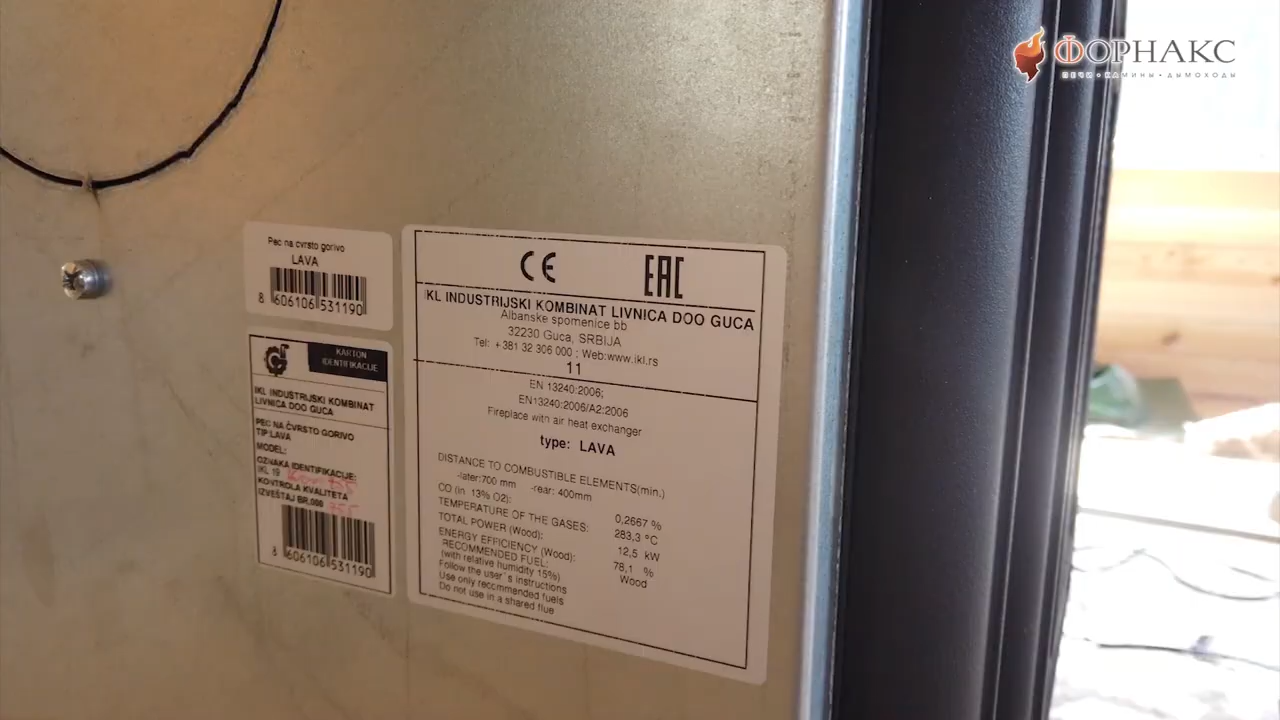 ФОРНАКС
ПЕЧИ • КАМИНЫ • ДЫМОХОДЫ
Pec na cvrsto gorivo
LAVA
8 606106 531190
KARTON
IDENTIFIKACIJE
IKL INDUSTRIJSKI KOMBINAT
LIVNICA DOO GUCA
PEC NA ČVRSTO GORIVO
TIP:LAVA
MODEL:
OZNAKA IDENTIFIKACIJE:
IKL 19
KONTROLA KVALITETA
IZVEŠTAJ BR.000 755
8 606106 531190
CE EAC
IKL INDUSTRIJSKI KOMBINAT LIVNICA DOO GUCA
Albanske spomenice bb
32230 Guca, SRBIJA
Tel: +381 32 306 000 ; Web:www.ikl.rs
11
EN 13240:2006;
EN13240:2006/A2:2006
Fireplace with air heat exchanger
type: LAVA
DISTANCE TO COMBUSTIBLE ELEMENTS(min.)
-later:700 mm -rear: 400mm
CO (in 13% O2): 0,2667 %
TEMPERATURE OF THE GASES: 283,3 °C
TOTAL POWER (Wood): 12,5 kW
ENERGY EFFICIENCY (Wood): 78,1 %
RECOMMENDED FUEL: Wood
(with relative humidity 15%)
Follow the user`s instructions
Use only recommended fuels
Do not use in a shared flue